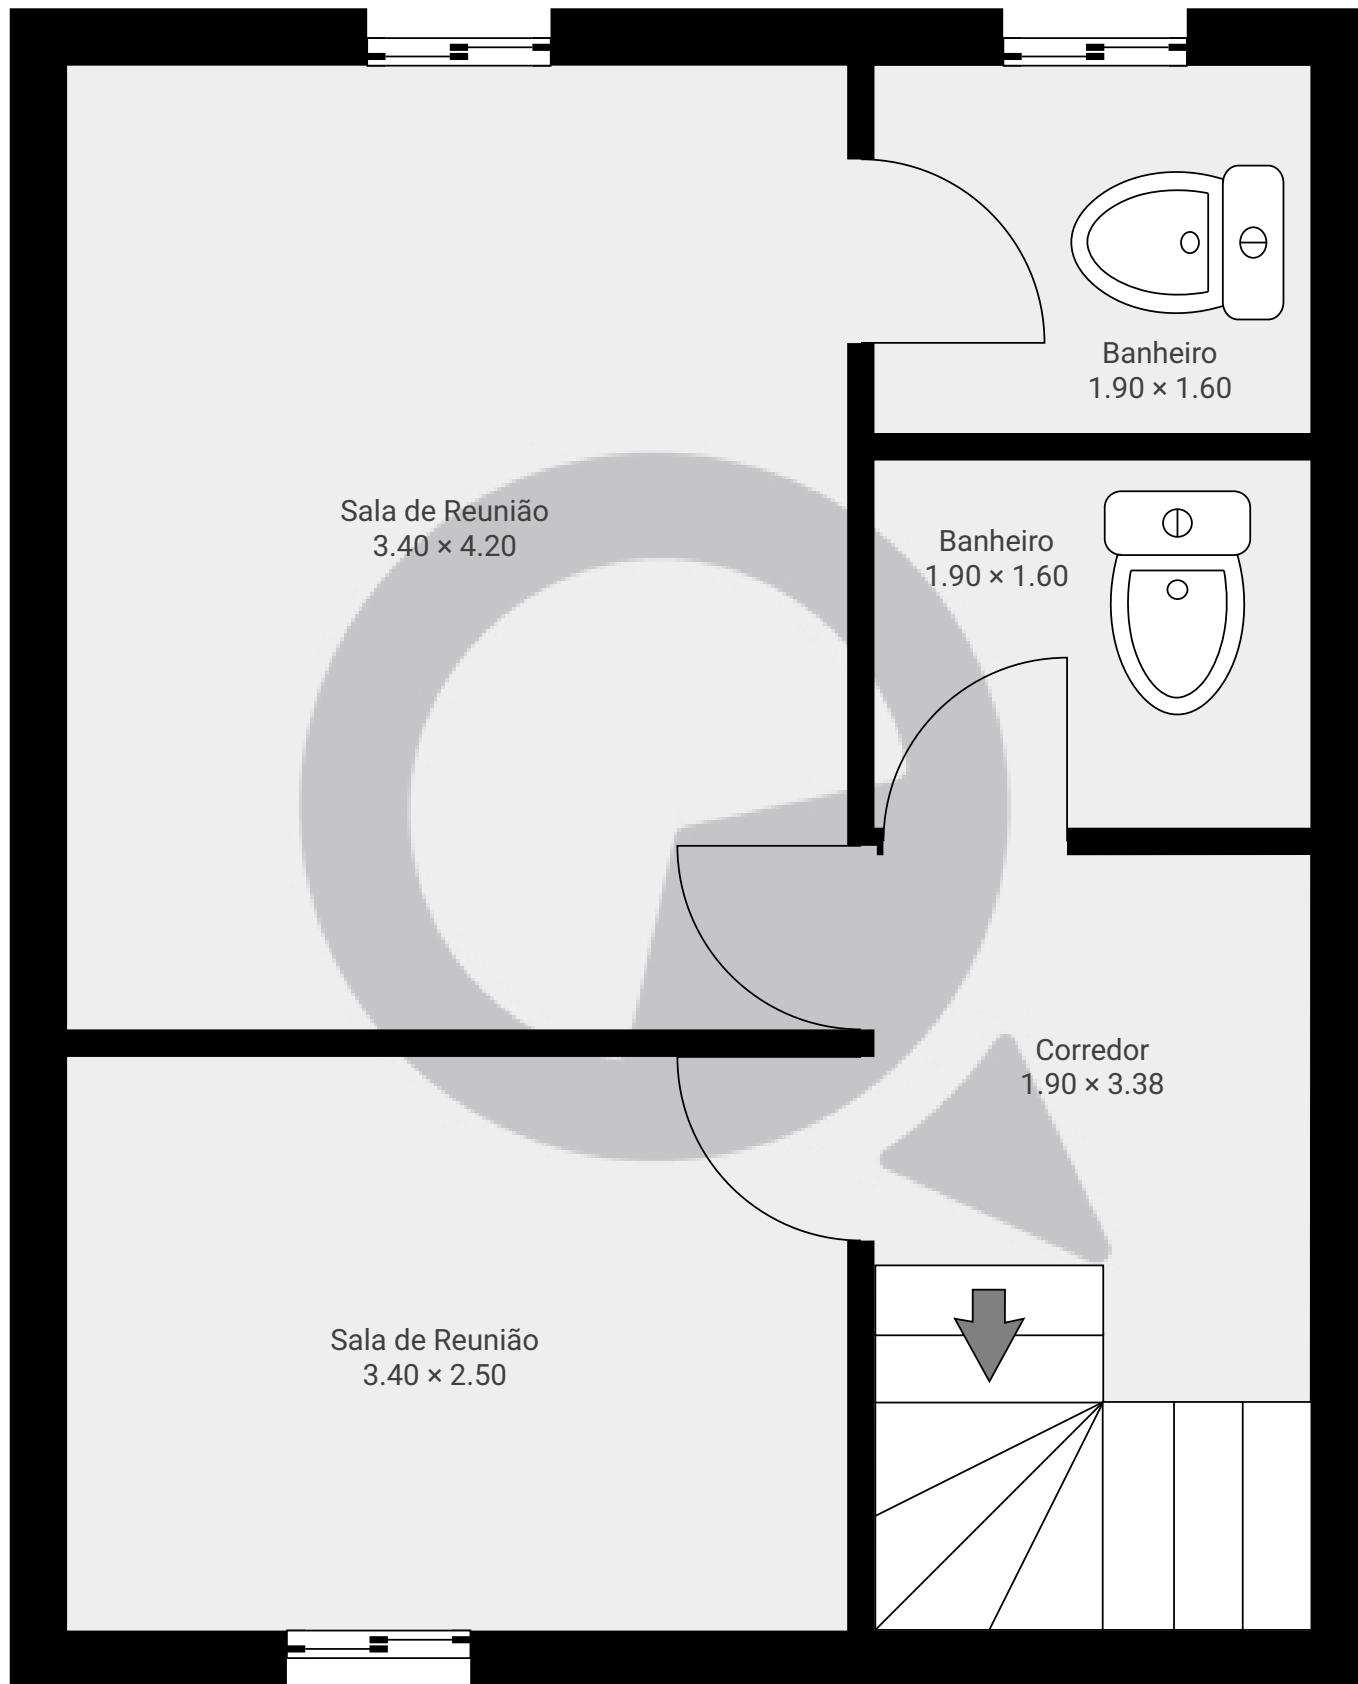 Banheiro
1.90 × 1.60
Sala de Reunião
3.40 × 4.20
Banheiro
1.90 × 1.60
Corredor
1.90 × 3.38
Sala de Reunião
3.40 × 2.50